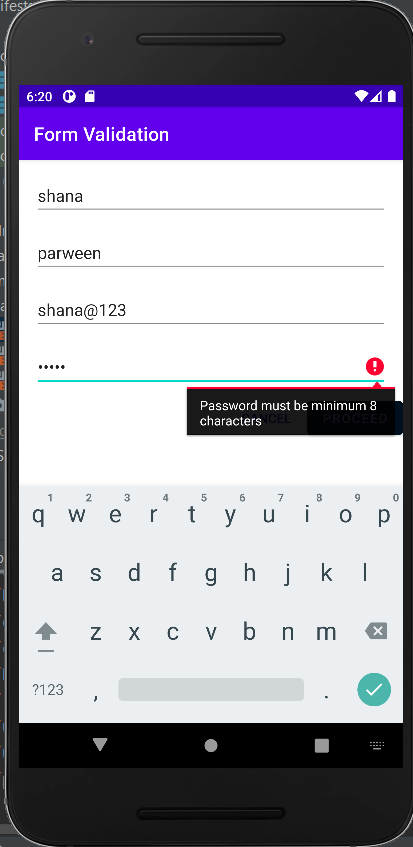 6:20
Form Validation
shana
parween
shana@123
•••••
Password must be minimum 8
characters
CEL PROCEED
1 2 3 4 5 6 7 8 9 0
q w e r t y u i o p
a s d f g h j k l
z x c v b n m
?123 , .